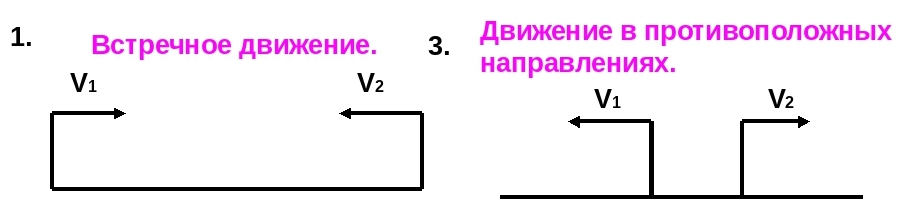 1.
Встречное движение.
V1
V2
3.
Движение в противоположных
направлениях.
V1
V2